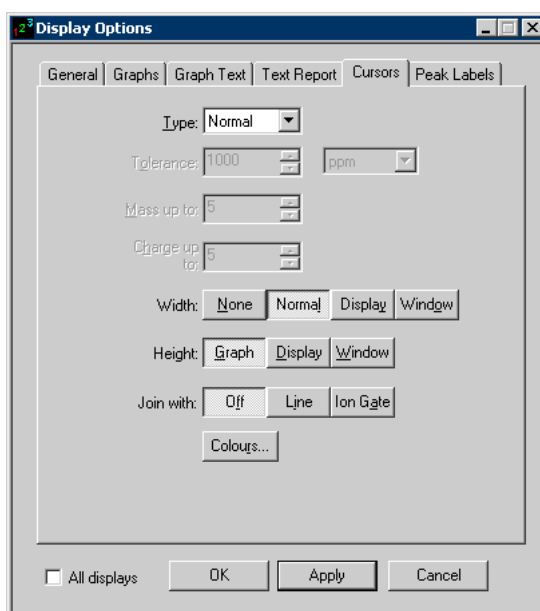 123 Display Options
General Graphs Graph Text Text Report Cursors Peak Labels
Type: Normal
Tolerance: 1000 ppm
Mass up to: 5
Charge up
to: 5
Width: None Normal Display Window
Height: Graph Display Window
Join with: Off Line Ion Gate
Colours...
All displays OK Apply Cancel